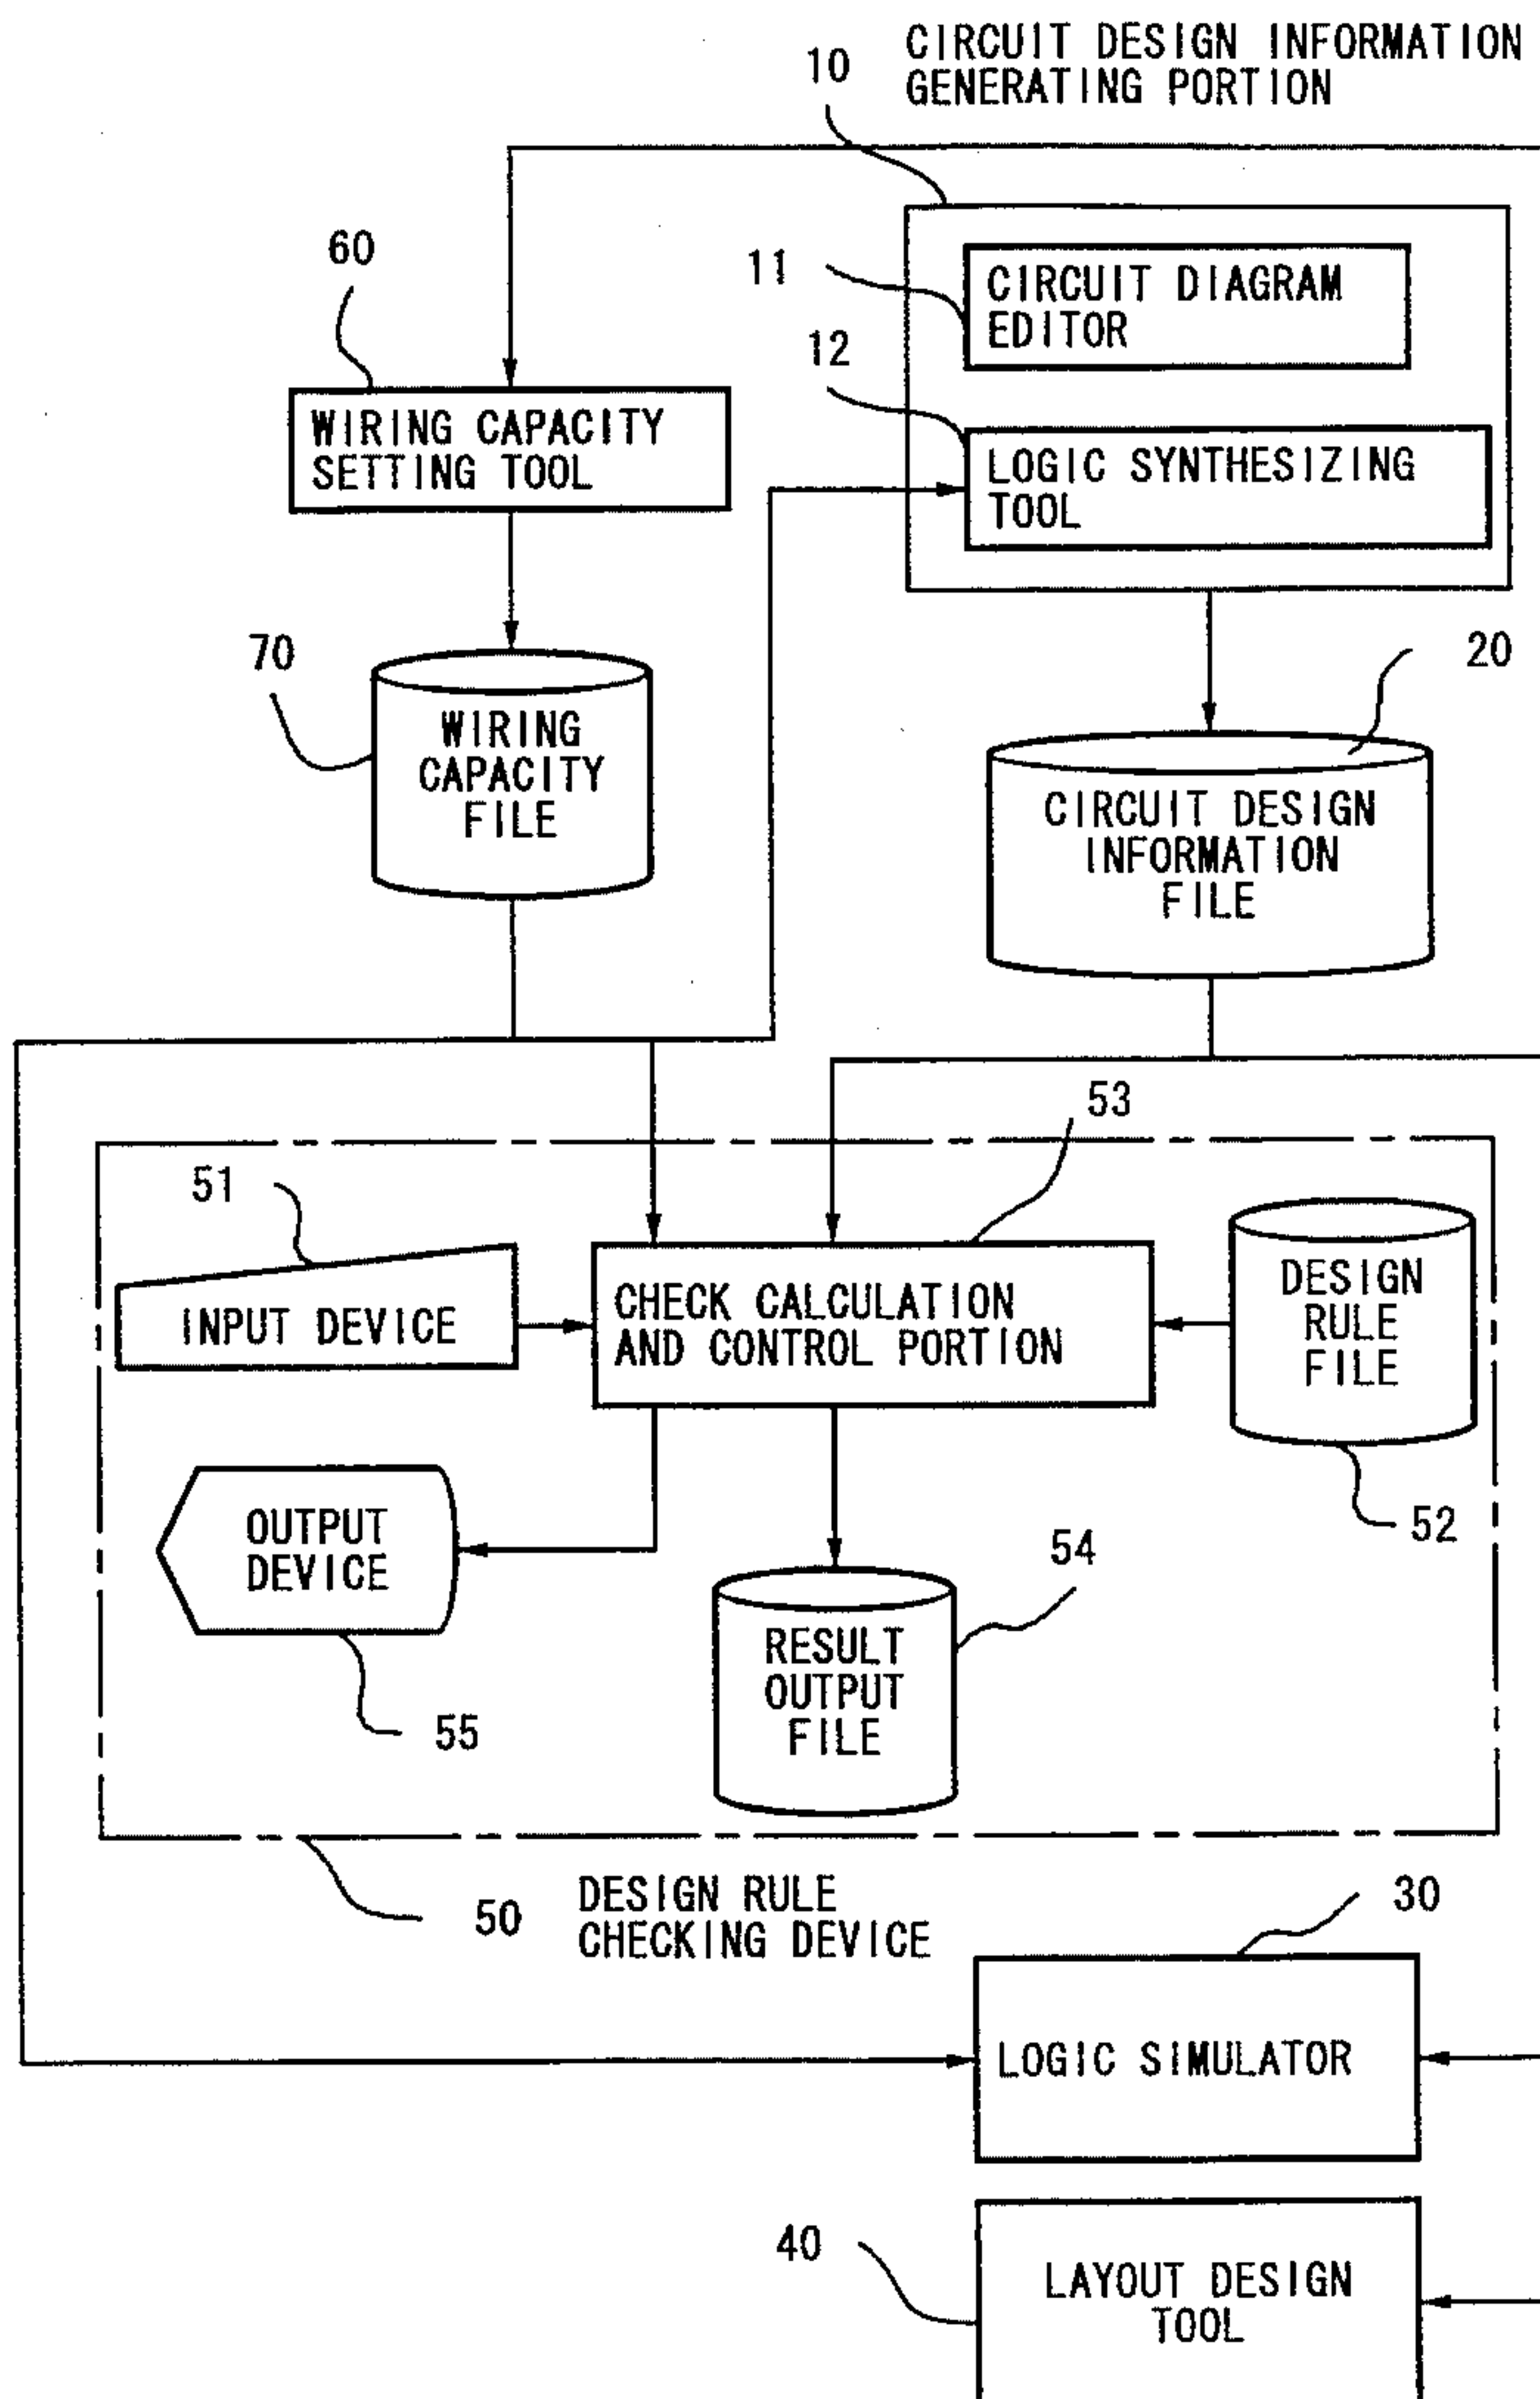 CIRCUIT DESIGN INFORMATION
GENERATING PORTION
10
11
CIRCUIT DIAGRAM
EDITOR
12
LOGIC SYNTHESIZING
TOOL
60
WIRING CAPACITY
SETTING TOOL
70
WIRING
CAPACITY
FILE
20
CIRCUIT DESIGN
INFORMATION
FILE
53
51
INPUT DEVICE
CHECK CALCULATION
AND CONTROL PORTION
DESIGN
RULE
FILE
52
OUTPUT
DEVICE
55
54
RESULT
OUTPUT
FILE
50
DESIGN RULE
CHECKING DEVICE
30
LOGIC SIMULATOR
40
LAYOUT DESIGN
TOOL